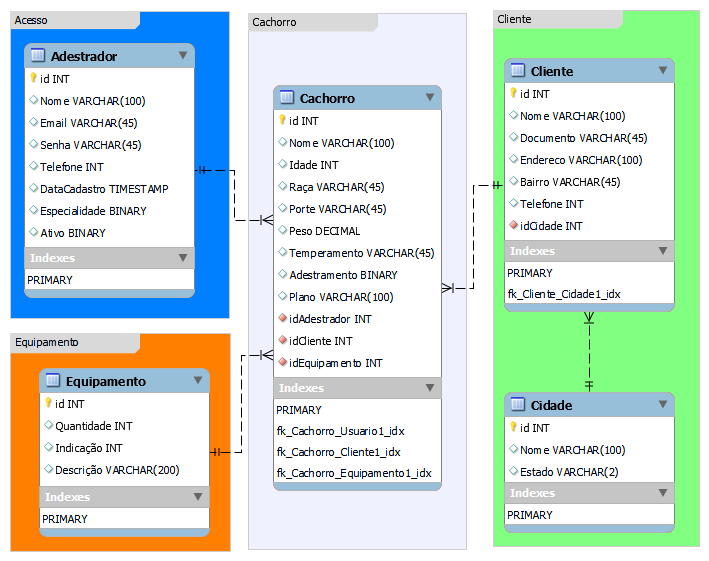 Acesso
Adestrador
id INT
Nome VARCHAR(100)
Email VARCHAR(45)
Senha VARCHAR(45)
Telefone INT
DataCadastro TIMESTAMP
Especialidade BINARY
Ativo BINARY
Indexes
PRIMARY
Equipamento
Equipamento
id INT
Quantidade INT
Indicação INT
Descrição VARCHAR(200)
Indexes
PRIMARY
Cachorro
Cachorro
id INT
Nome VARCHAR(100)
Idade INT
Raça VARCHAR(45)
Porte VARCHAR(45)
Peso DECIMAL
Temperamento VARCHAR(45)
Adestramento BINARY
Plano VARCHAR(100)
idAdestrador INT
idCliente INT
idEquipamento INT
Indexes
PRIMARY
fk_Cachorro_Usuario1_idx
fk_Cachorro_Cliente1_idx
fk_Cachorro_Equipamento1_idx
Cliente
Cliente
id INT
Nome VARCHAR(100)
Documento VARCHAR(45)
Endereco VARCHAR(100)
Bairro VARCHAR(45)
Telefone INT
idCidade INT
Indexes
PRIMARY
fk_Cliente_Cidade1_idx
Cidade
id INT
Nome VARCHAR(100)
Estado VARCHAR(2)
Indexes
PRIMARY